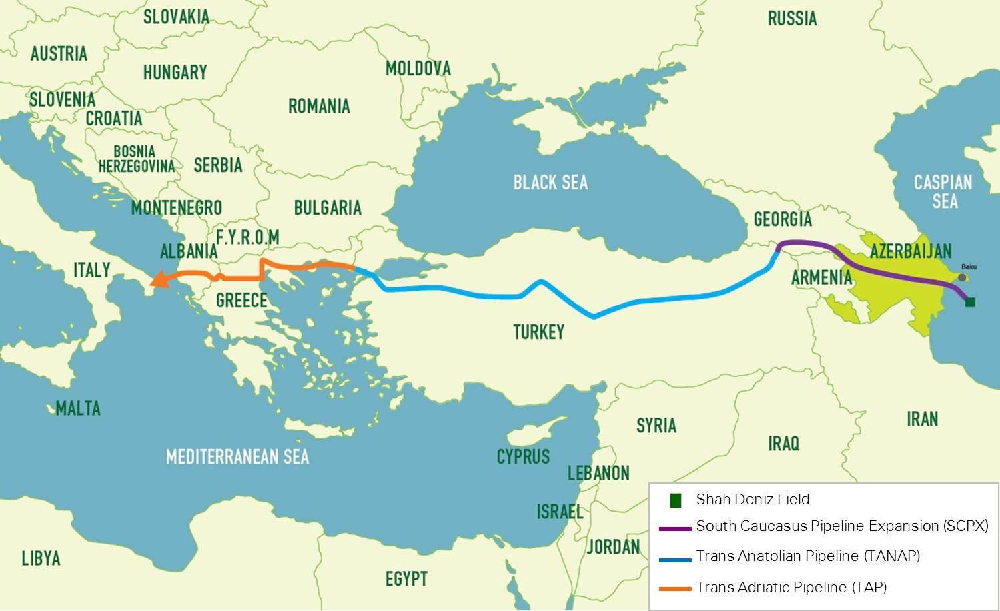 SLOVAKIA
RUSSIA
AUSTRIA
HUNGARY
MOLDOVA
SLOVENIA
ROMANIA
CROATIA
BOSNIA
HERZEGOVINA
SERBIA
BLACK SEA
CASPIAN
SEA
MONTENEGRO
BULGARIA
GEORGIA
F.Y.R.O.M
ALBANIA
AZERBAIJAN
ITALY
Baku
ARMENIA
GREECE
TURKEY
MALTA
SYRIA
IRAN
IRAQ
MEDITERRANEAN SEA
CYPRUS
LEBANON
ISRAEL
JORDAN
LIBYA
EGYPT
Shah Deniz Field
South Caucasus Pipeline Expansion (SCPX)
Trans Anatolian Pipeline (TANAP)
Trans Adriatic Pipeline (TAP)